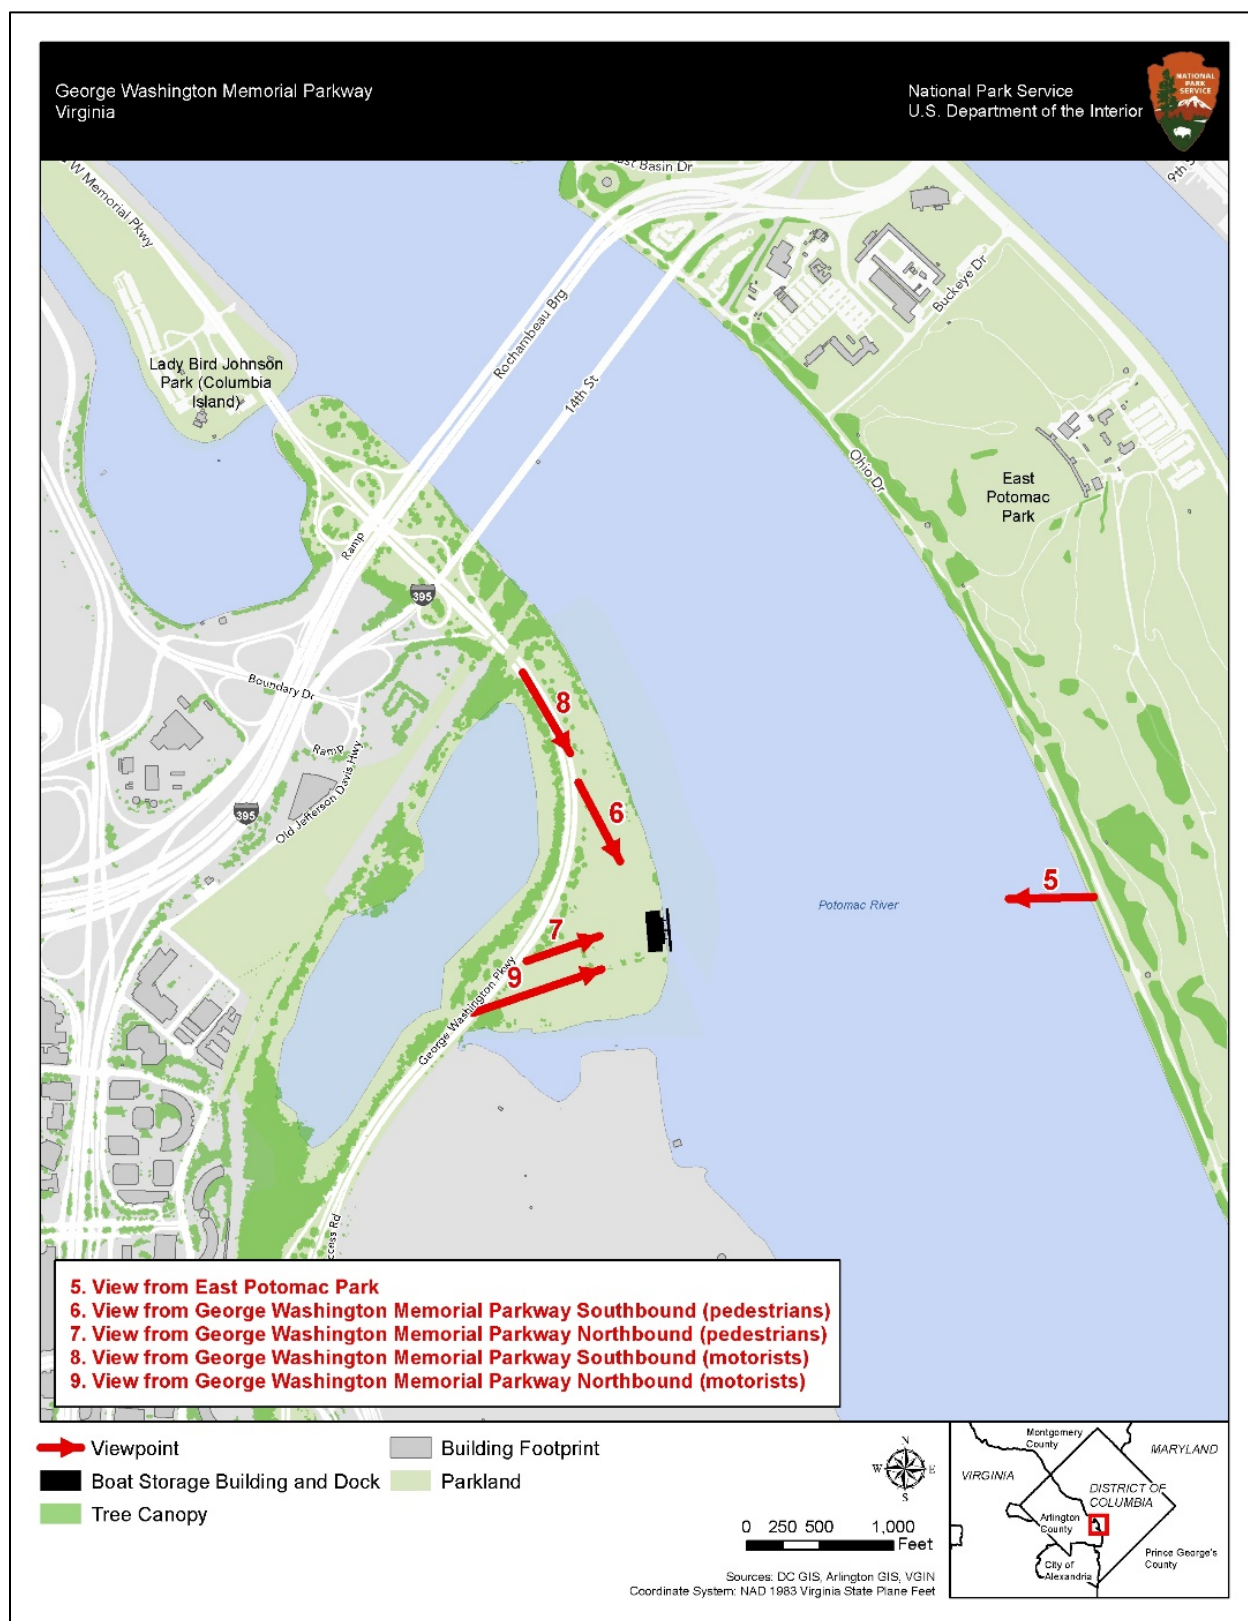 George Washington Memorial Parkway
Virginia
National Park Service
U.S. Department of the Interior
NATIONAL
PARK
SERVICE
W Memorial Pkwy
East Basin Dr
9th S
Lady Bird Johnson
Park (Columbia
Island)
Rochambeau Brg
14th St
Buckeye Dr
Ohio Dr
East
Potomac
Park
Ramp
395
Boundary Dr
Ramp
Old Jefferson Davis Hwy
395
8
6
5
Potomac River
7
9
George Washington Pkwy
ccess Rd
5. View from East Potomac Park
6. View from George Washington Memorial Parkway Southbound (pedestrians)
7. View from George Washington Memorial Parkway Northbound (pedestrians)
8. View from George Washington Memorial Parkway Southbound (motorists)
9. View from George Washington Memorial Parkway Northbound (motorists)
Viewpoint
Boat Storage Building and Dock
Tree Canopy
Building Footprint
Parkland
N
W
E
S
0 250 500 1,000
Feet
Sources: DC GIS, Arlington GIS, VGIN
Coordinate System: NAD 1983 Virginia State Plane Feet
Montgomery
County
MARYLAND
VIRGINIA
DISTRICT OF
COLUMBIA
Arlington
County
City of
Alexandria
Prince George's
County